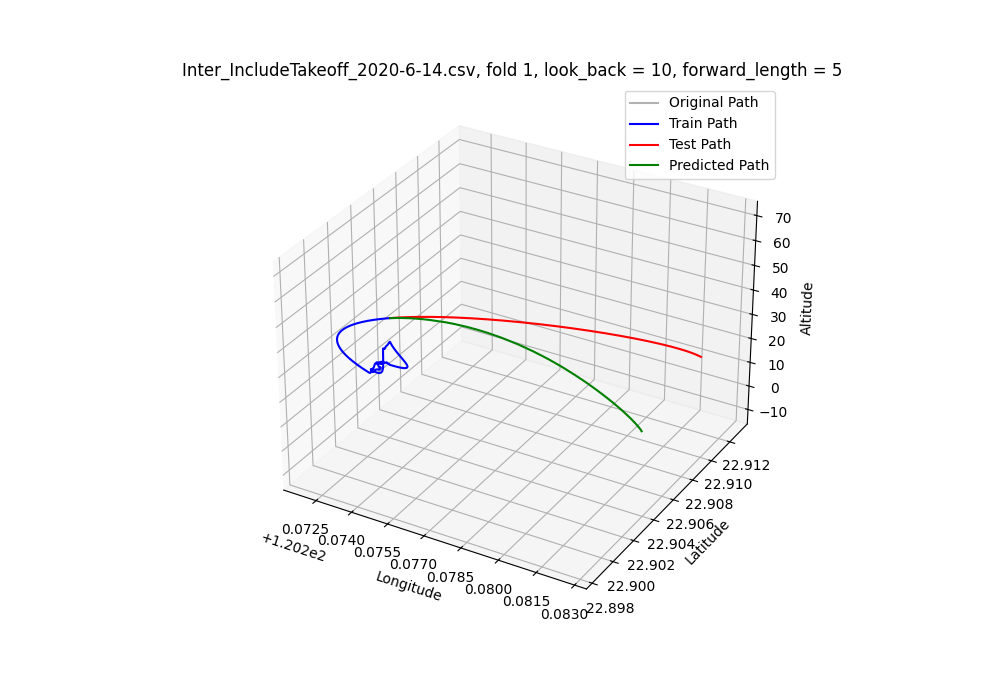 Inter_IncludeTakeoff_2020-6-14.csv, fold 1, look_back = 10, forward_length = 5
Original Path
Train Path
Test Path
Predicted Path
70
60
50
40
30
20
10
0
−10
Altitude
22.912
22.910
22.908
22.906
22.904
22.902
22.900
22.898
Latitude
0.0725
0.0740
0.0755
0.0770
0.0785
0.0800
0.0815
0.0830
+1.202e2
Longitude